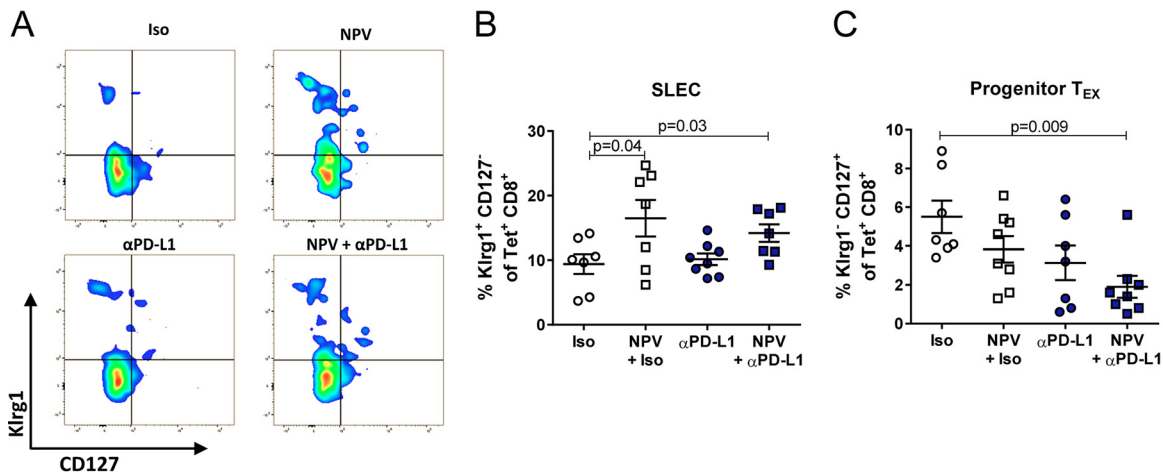 A
Iso
NPV
αPD-L1
NPV + αPD-L1
Klrg1
CD127
B
SLEC
p=0.03
p=0.04
30
20
10
0
% Klrg1+ CD127-
of Tet+ CD8+
Iso
NPV
+ Iso
αPD-L1
NPV
+ αPD-L1
C
Progenitor TEX
p=0.009
10
8
6
4
2
0
% Klrg1- CD127+
of Tet+ CD8+
Iso
NPV
+ Iso
αPD-L1
NPV
+ αPD-L1